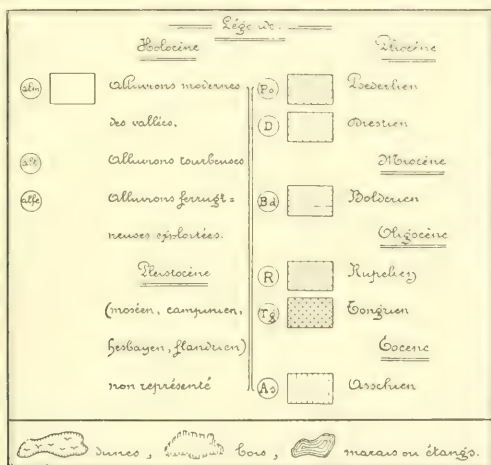 Légende.
Holocène
alm Alluvions modernes
des vallées.
alt Alluvions tourbeuses
alfe Alluvions ferrugi=
neuses exploitées.
Pleistocène
(moséen, campinien,
hesbayen, flandrien)
non représenté
Pliocène
Po Poederlien
D Diestien
Miocène
Bd Bolderien
Oligocène
R Rupelien
Tg Tongrien
Eocène
As Asschien
dunes, bois, marais ou étangs.